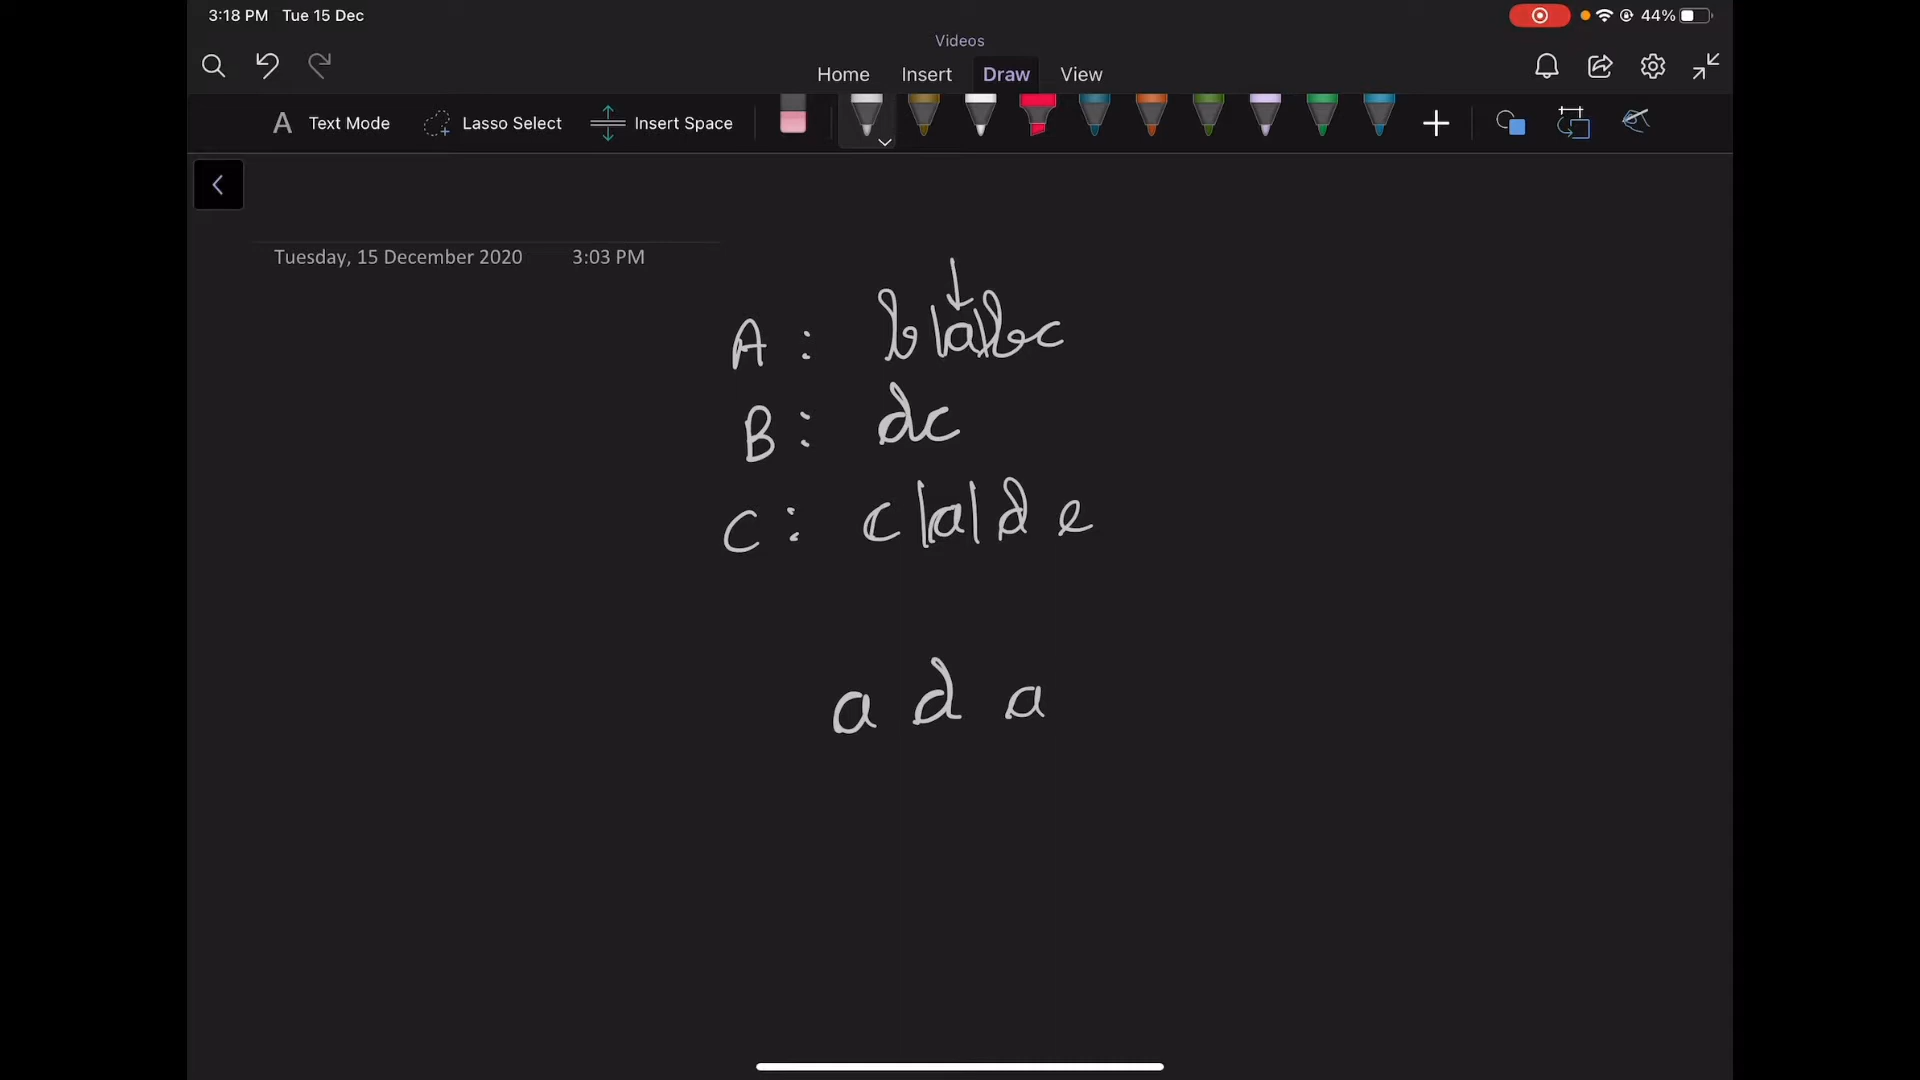 3:18 PM Tue 15 Dec 44%
Videos
Home Insert Draw View
A Text Mode Lasso Select Insert Space
Tuesday, 15 December 2020 3:03 PM
A : b|a|bc
B : dc
C : c|a|d e
a d a